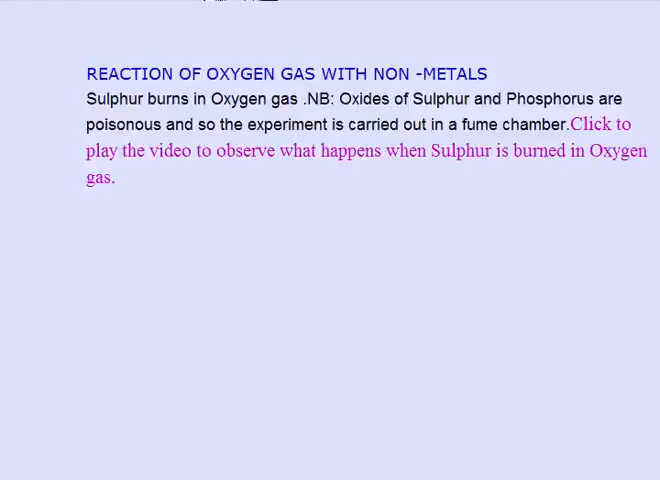 REACTION OF OXYGEN GAS WITH NON -METALS
Sulphur burns in Oxygen gas .NB: Oxides of Sulphur and Phosphorus are
poisonous and so the experiment is carried out in a fume chamber.Click to
play the video to observe what happens when Sulphur is burned in Oxygen
gas.